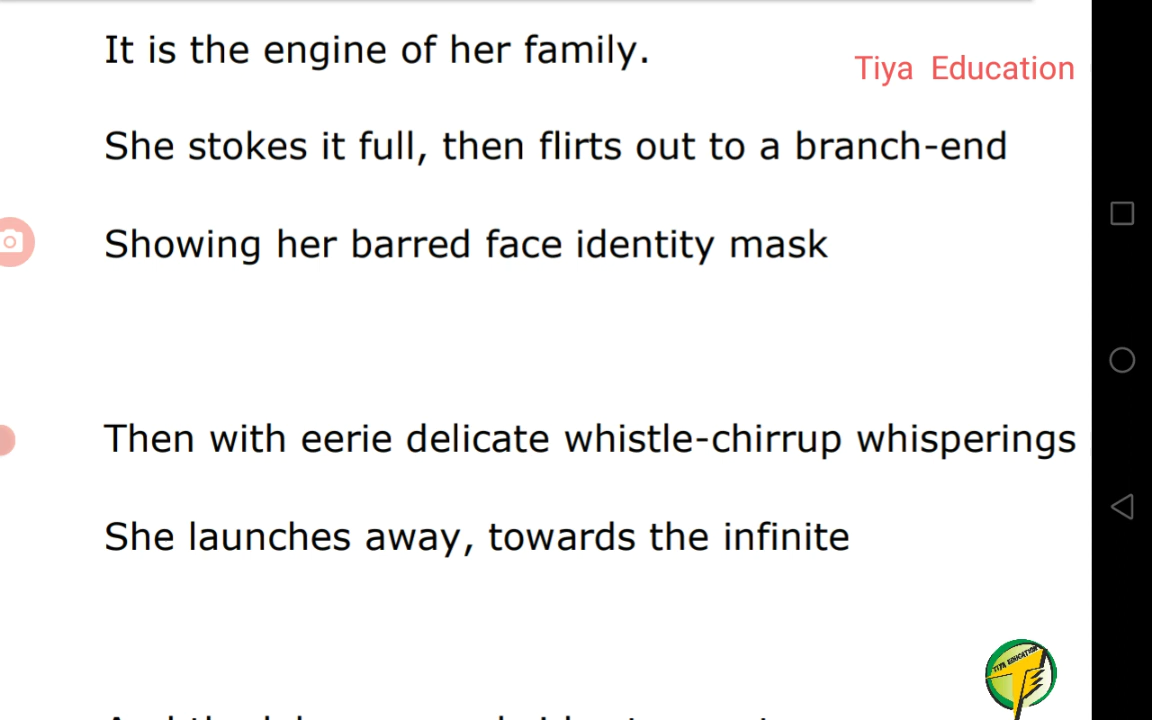 It is the engine of her family.
Tiya Education
She stokes it full, then flirts out to a branch-end
Showing her barred face identity mask
Then with eerie delicate whistle-chirrup whisperings
She launches away, towards the infinite
TIYA EDUCATION